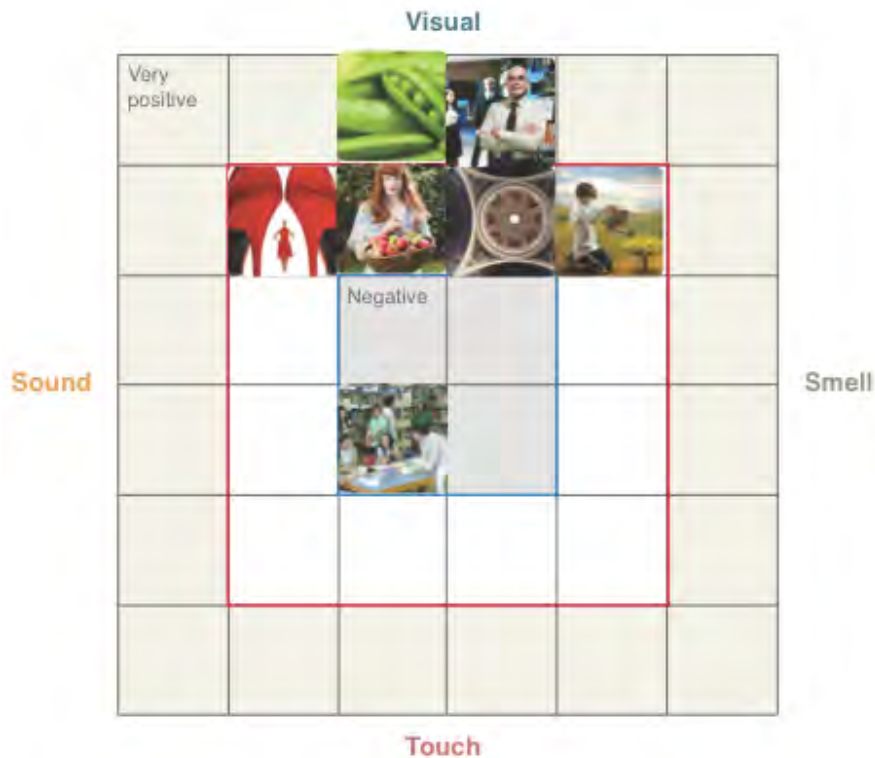 Visual
Very
positive
Negative
Sound
Smell
Touch